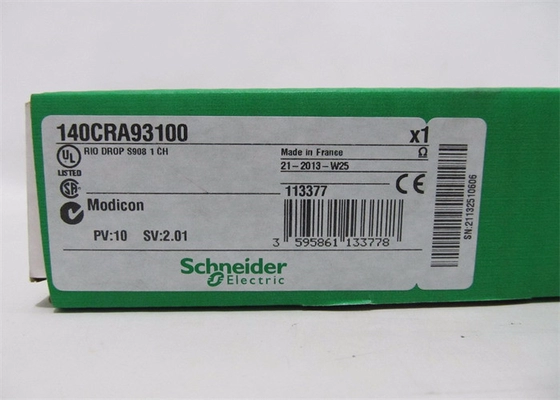 140CRA93100 x1
RIO DROP S908 1 CH
Made in France Ω
21-2013-W25
UL
LISTED
113377
CE
SA
Modicon
PV:10 SV:2.01
3 595861 133778
Schneider
Electric
SN:21132510606